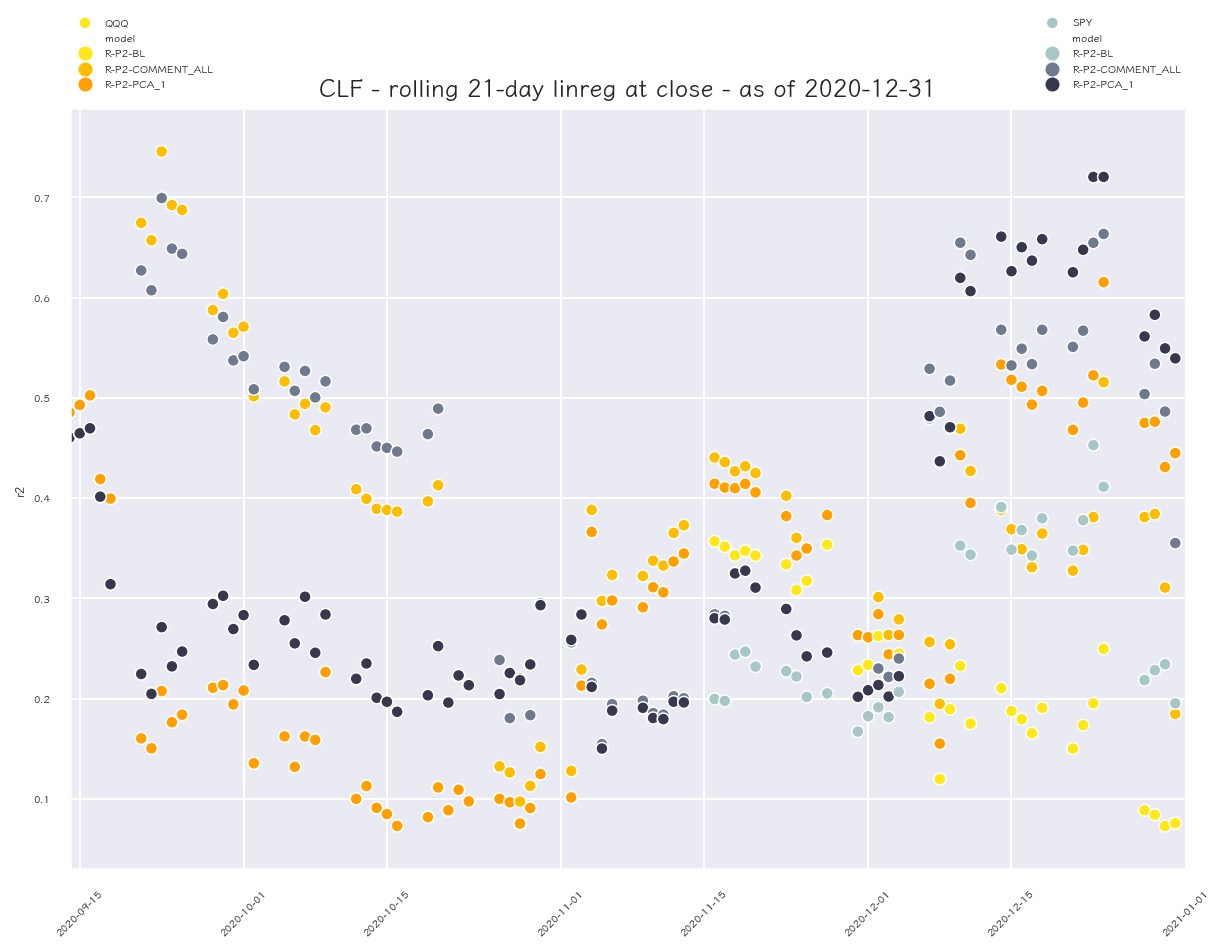 QQQ
model
R-P2-BL
R-P2-COMMENT_ALL
R-P2-PCA_1
SPY
model
R-P2-BL
R-P2-COMMENT_ALL
R-P2-PCA_1
CLF - rolling 21-day linreg at close - as of 2020-12-31
r2
0.7
0.6
0.5
0.4
0.3
0.2
0.1
2020-09-15
2020-10-01
2020-10-15
2020-11-01
2020-11-15
2020-12-01
2020-12-15
2021-01-01